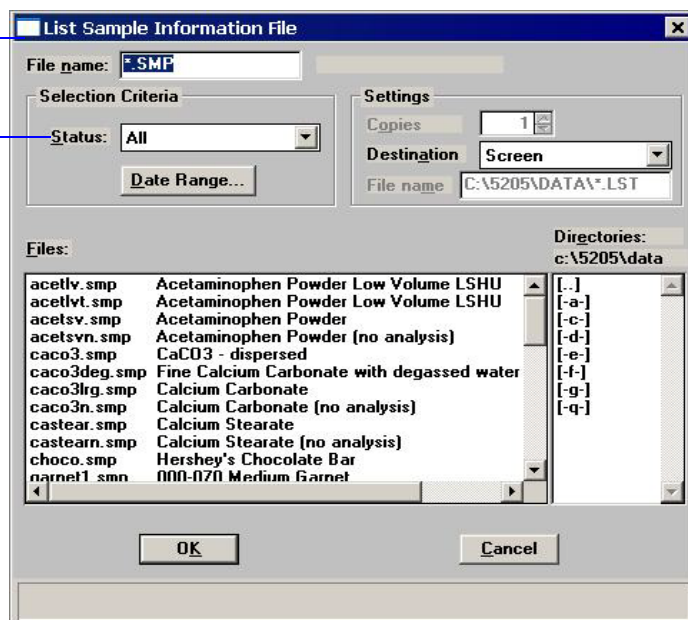 List Sample Information File
File name: *.SMP
Selection Criteria
Status: All
Date Range...
Settings
Copies 1
Destination Screen
File name C:\5205\DATA\*.LST
Files:
Directories:
c:\5205\data
acetlv.smp Acetaminophen Powder Low Volume LSHU
acetlvt.smp Acetaminophen Powder Low Volume LSHU
acetsv.smp Acetaminophen Powder
acetsvn.smp Acetaminophen Powder (no analysis)
caco3.smp CaCO3 - dispersed
caco3deg.smp Fine Calcium Carbonate with degassed water
caco3lrg.smp Calcium Carbonate
caco3n.smp Calcium Carbonate (no analysis)
castear.smp Calcium Stearate
castearn.smp Calcium Stearate (no analysis)
choco.smp Hershey's Chocolate Bar
garnet1.smp 000-070 Medium Garnet
[..]
[-a-]
[-c-]
[-d-]
[-e-]
[-f-]
[-g-]
[-q-]
OK
Cancel